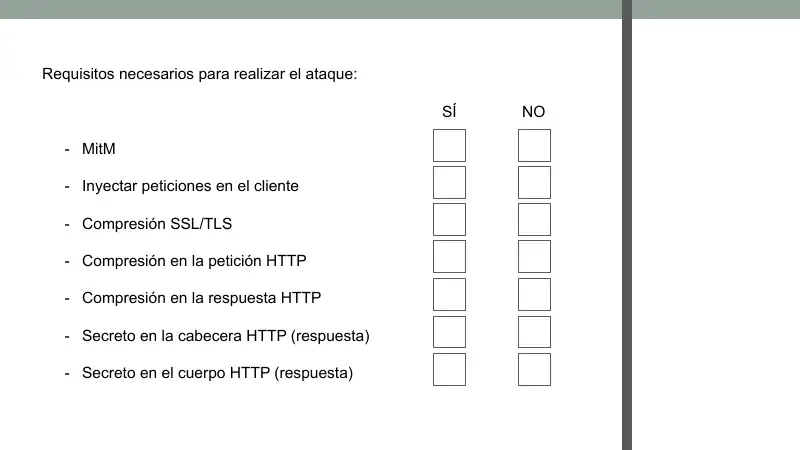 Requisitos necesarios para realizar el ataque:
SÍ NO
- MitM
- Inyectar peticiones en el cliente
- Compresión SSL/TLS
- Compresión en la petición HTTP
- Compresión en la respuesta HTTP
- Secreto en la cabecera HTTP (respuesta)
- Secreto en el cuerpo HTTP (respuesta)